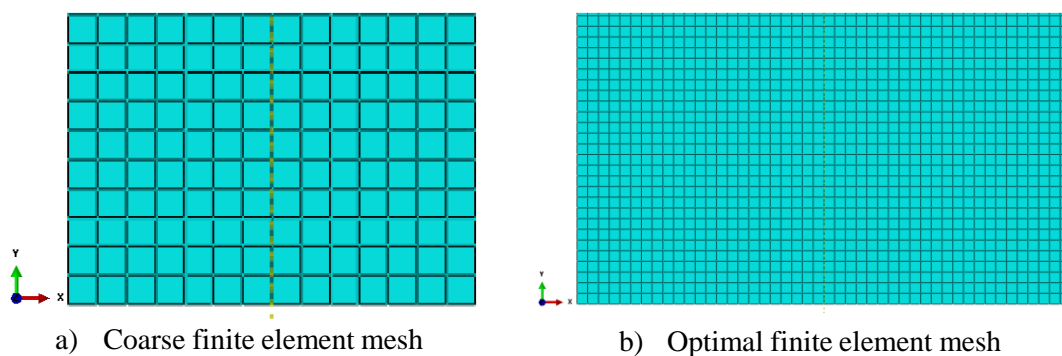 Y
X
a) Coarse finite element mesh
Y
X
b) Optimal finite element mesh